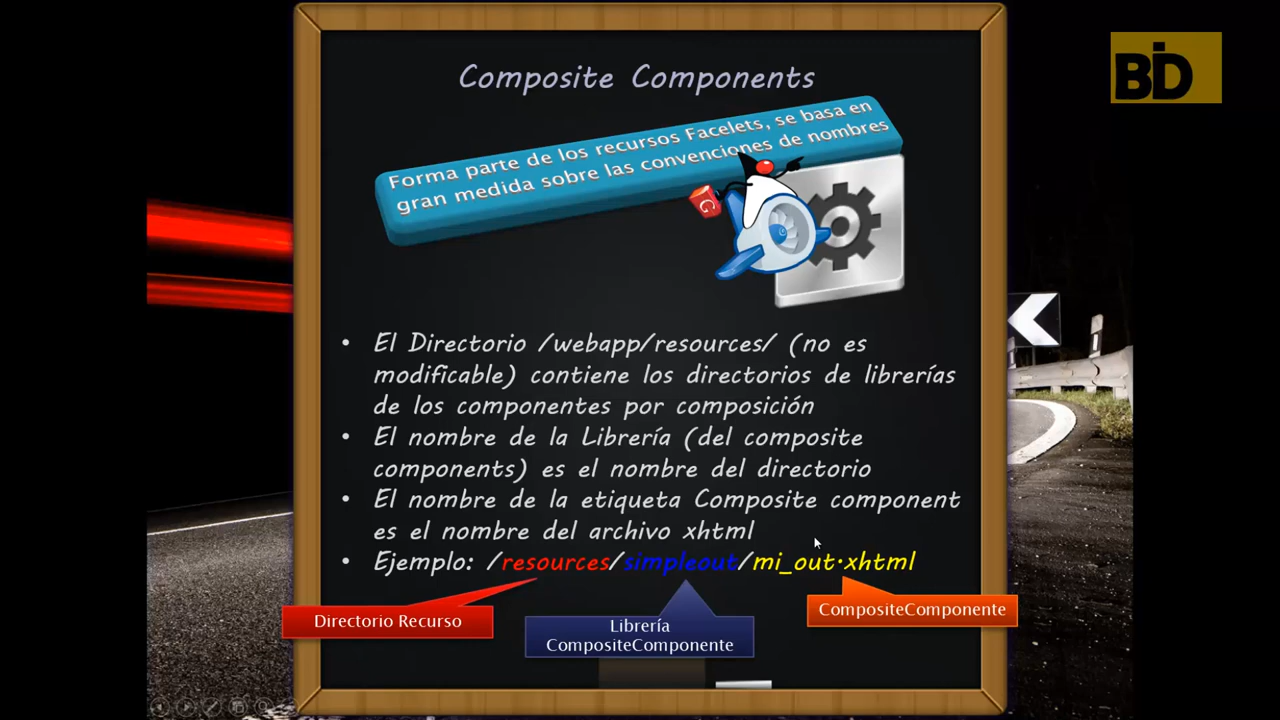 Composite Components
BID
Forma parte de los recursos Facelets, se basa en
gran medida sobre las convenciones de nombres
G
• El Directorio /webapp/resources/ (no es
modificable) contiene los directorios de librerías
de los componentes por composición
• El nombre de la Librería (del composite
components) es el nombre del directorio
• El nombre de la etiqueta Composite component
es el nombre del archivo xhtml
• Ejemplo: /resources/simpleout/mi_out.xhtml
Directorio Recurso
Librería
CompositeComponente
CompositeComponente